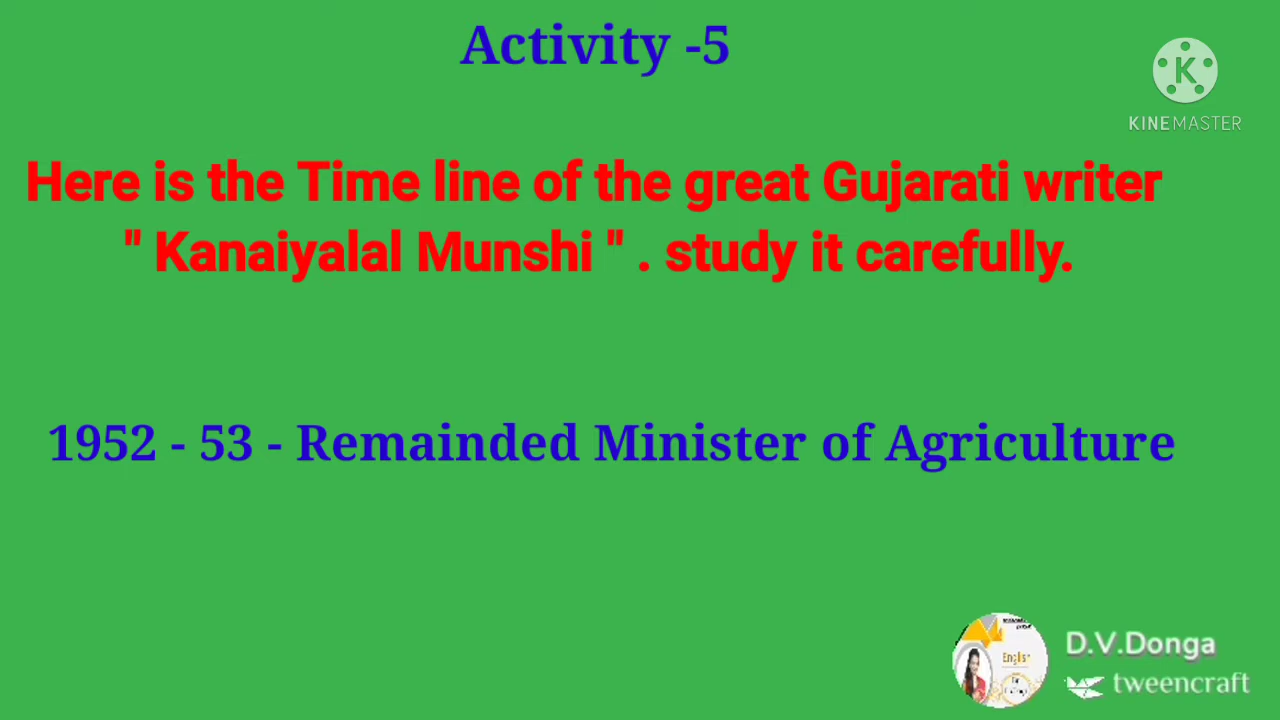 Activity -5
K
KINEMASTER
Here is the Time line of the great Gujarati writer
" Kanaiyalal Munshi " . study it carefully.
1952 - 53 - Remainded Minister of Agriculture
English
D.V.Donga
tweencraft